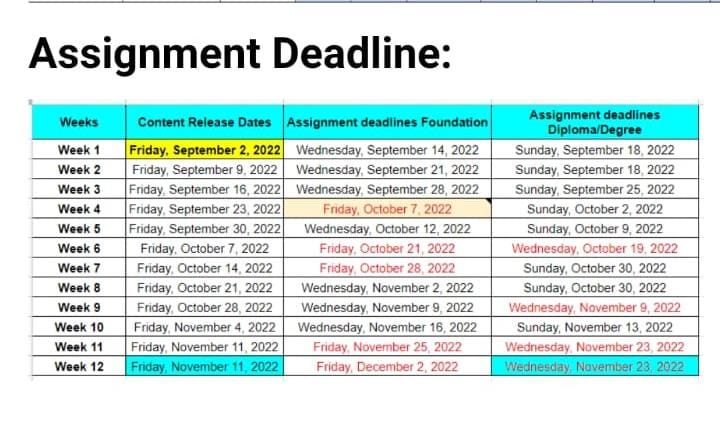 Assignment Deadline:
Weeks Content Release Dates Assignment deadlines Foundation Assignment deadlines Diploma/Degree
Week 1 Friday, September 2, 2022 Wednesday, September 14, 2022 Sunday, September 18, 2022
Week 2 Friday, September 9, 2022 Wednesday, September 21, 2022 Sunday, September 18, 2022
Week 3 Friday, September 16, 2022 Wednesday, September 28, 2022 Sunday, September 25, 2022
Week 4 Friday, September 23, 2022 Friday, October 7, 2022 Sunday, October 2, 2022
Week 5 Friday, September 30, 2022 Wednesday, October 12, 2022 Sunday, October 9, 2022
Week 6 Friday, October 7, 2022 Friday, October 21, 2022 Wednesday, October 19, 2022
Week 7 Friday, October 14, 2022 Friday, October 28, 2022 Sunday, October 30, 2022
Week 8 Friday, October 21, 2022 Wednesday, November 2, 2022 Sunday, October 30, 2022
Week 9 Friday, October 28, 2022 Wednesday, November 9, 2022 Wednesday, November 9, 2022
Week 10 Friday, November 4, 2022 Wednesday, November 16, 2022 Sunday, November 13, 2022
Week 11 Friday, November 11, 2022 Friday, November 25, 2022 Wednesday, November 23, 2022
Week 12 Friday, November 11, 2022 Friday, December 2, 2022 Wednesday, November 23, 2022